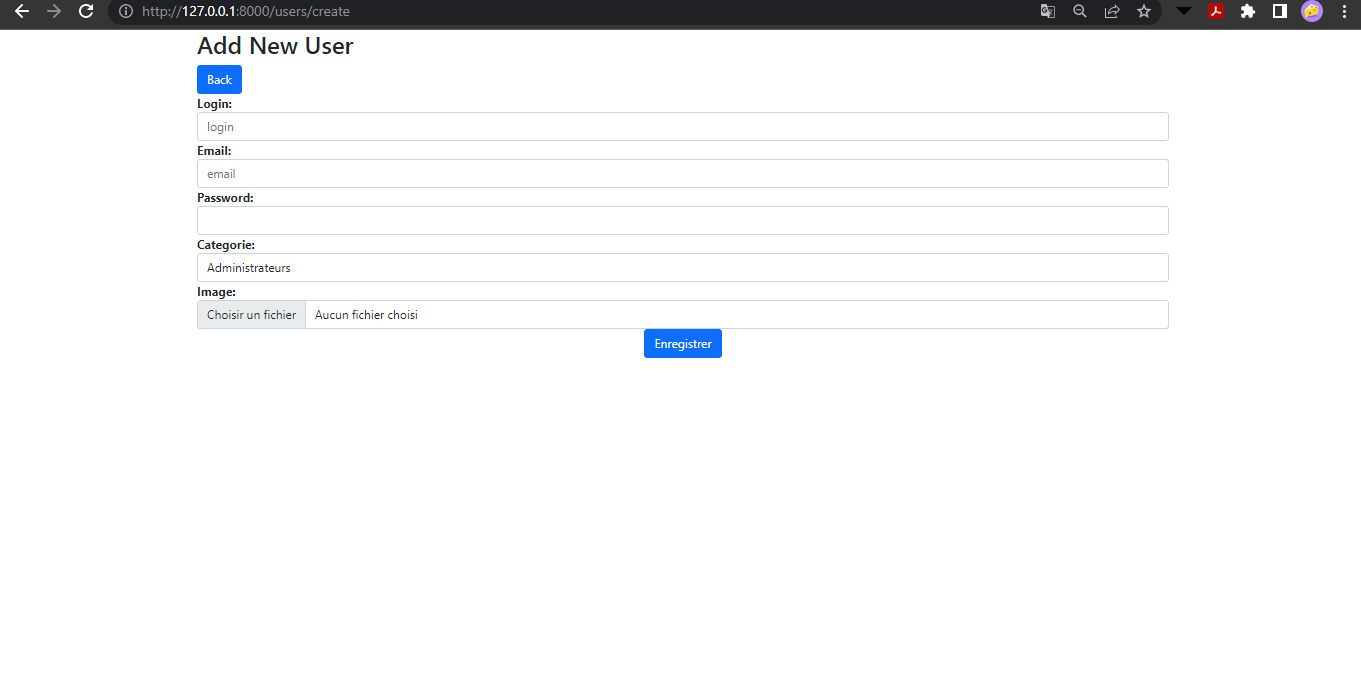 http://127.0.0.1:8000/users/create
Add New User
Back
Login:
login
Email:
email
Password:
Categorie:
Administrateurs
Image:
Choisir un fichier Aucun fichier choisi
Enregistrer